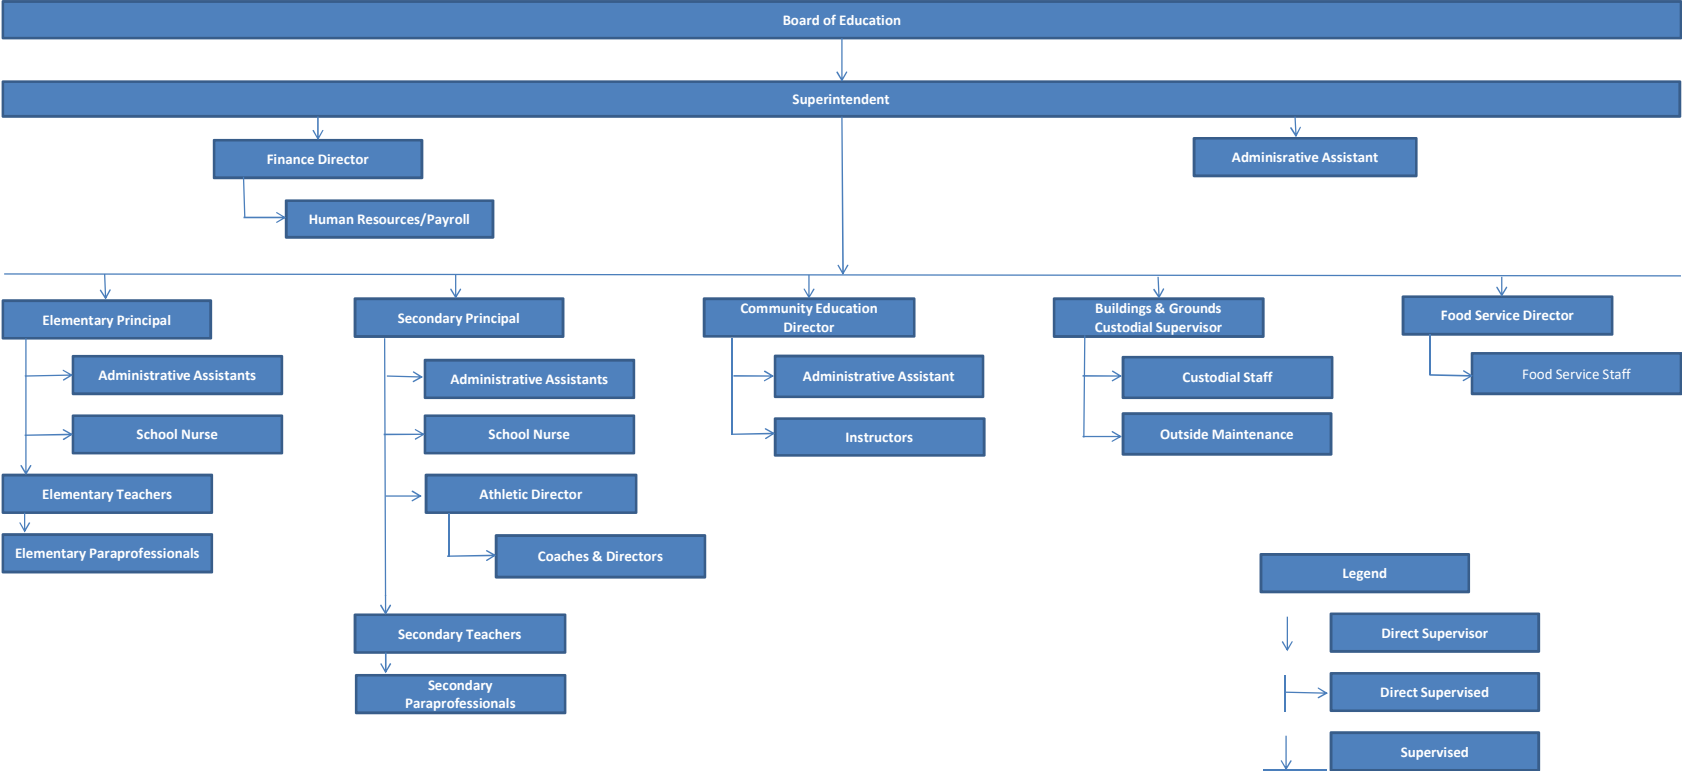 Board of Education
Superintendent
Finance Director
Adminisrative Assistant
Human Resources/Payroll
Elementary Principal
Secondary Principal
Community Education
Director
Buildings & Grounds
Custodial Supervisor
Food Service Director
Administrative Assistants
Administrative Assistants
Administrative Assistant
Custodial Staff
Food Service Staff
School Nurse
School Nurse
Instructors
Outside Maintenance
Elementary Teachers
Athletic Director
Elementary Paraprofessionals
Coaches & Directors
Legend
Secondary Teachers
Direct Supervisor
Secondary
Paraprofessionals
Direct Supervised
Supervised